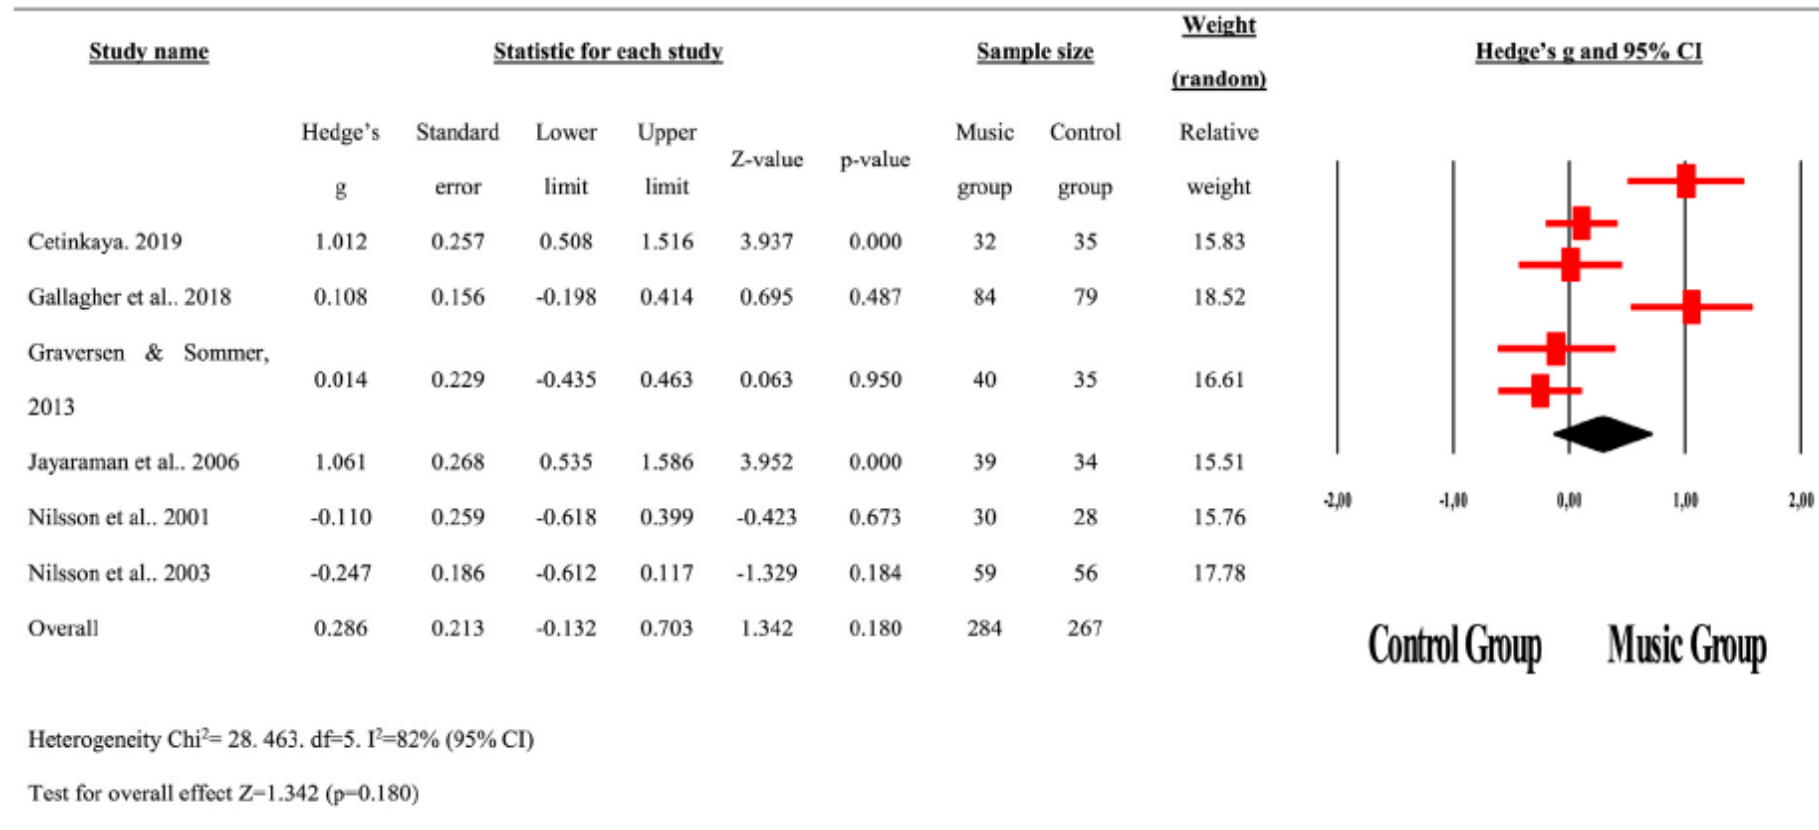 Study name Statistic for each study Sample size Weight (random) Hedge's g and 95% CI
Hedge's g Standard error Lower limit Upper limit Z-value p-value Music group Control group Relative weight
Cetinkaya. 2019 1.012 0.257 0.508 1.516 3.937 0.000 32 35 15.83
Gallagher et al.. 2018 0.108 0.156 -0.198 0.414 0.695 0.487 84 79 18.52
Graversen & Sommer, 2013 0.014 0.229 -0.435 0.463 0.063 0.950 40 35 16.61
Jayaraman et al.. 2006 1.061 0.268 0.535 1.586 3.952 0.000 39 34 15.51
Nilsson et al.. 2001 -0.110 0.259 -0.618 0.399 -0.423 0.673 30 28 15.76
Nilsson et al.. 2003 -0.247 0.186 -0.612 0.117 -1.329 0.184 59 56 17.78
Overall 0.286 0.213 -0.132 0.703 1.342 0.180 284 267
-2,00 -1,00 0,00 1,00 2,00
Control Group Music Group
Heterogeneity Chi²= 28. 463. df=5. I²=82% (95% CI)
Test for overall effect Z=1.342 (p=0.180)